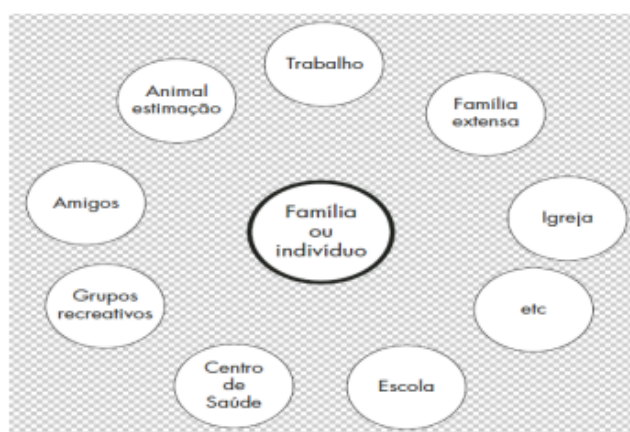 Trabalho
Animal
estimação
Família
extensa
Amigos
Família
ou
indivíduo
Igreja
Grupos
recreativos
etc
Centro
de
Saúde
Escola